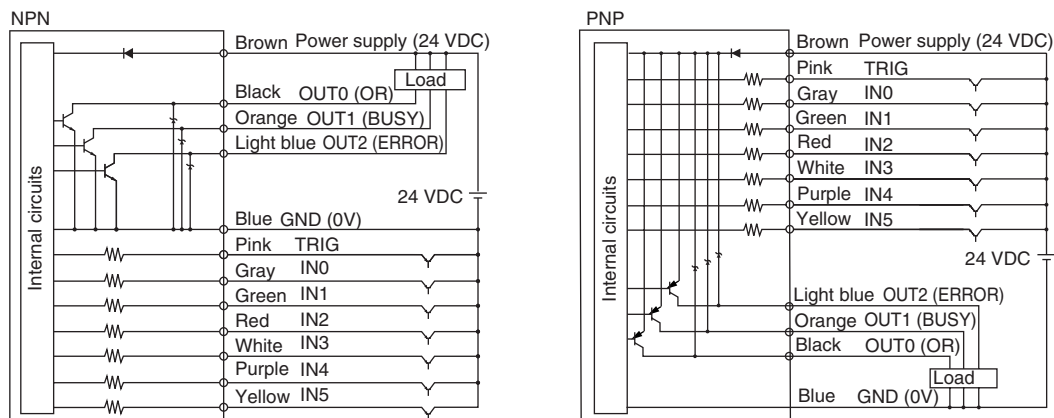 NPN
Internal circuits
Brown Power supply (24 VDC)
Load
Black OUT0 (OR)
Orange OUT1 (BUSY)
Light blue OUT2 (ERROR)
24 VDC
Blue GND (0V)
Pink TRIG
Gray IN0
Green IN1
Red IN2
White IN3
Purple IN4
Yellow IN5
PNP
Internal circuits
Brown Power supply (24 VDC)
Pink TRIG
Gray IN0
Green IN1
Red IN2
White IN3
Purple IN4
Yellow IN5
24 VDC
Light blue OUT2 (ERROR)
Orange OUT1 (BUSY)
Black OUT0 (OR)
Load
Blue GND (0V)